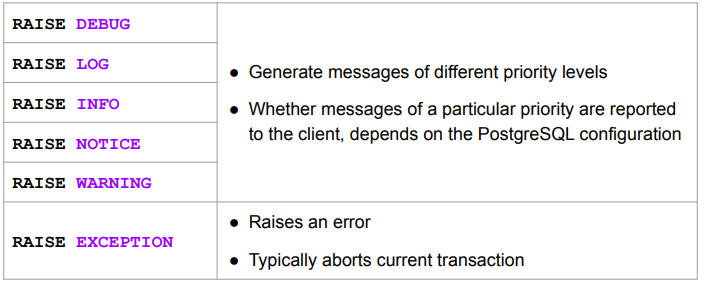 RAISE DEBUG
RAISE LOG
RAISE INFO
RAISE NOTICE
RAISE WARNING
● Generate messages of different priority levels
● Whether messages of a particular priority are reported
to the client, depends on the PostgreSQL configuration
RAISE EXCEPTION
● Raises an error
● Typically aborts current transaction